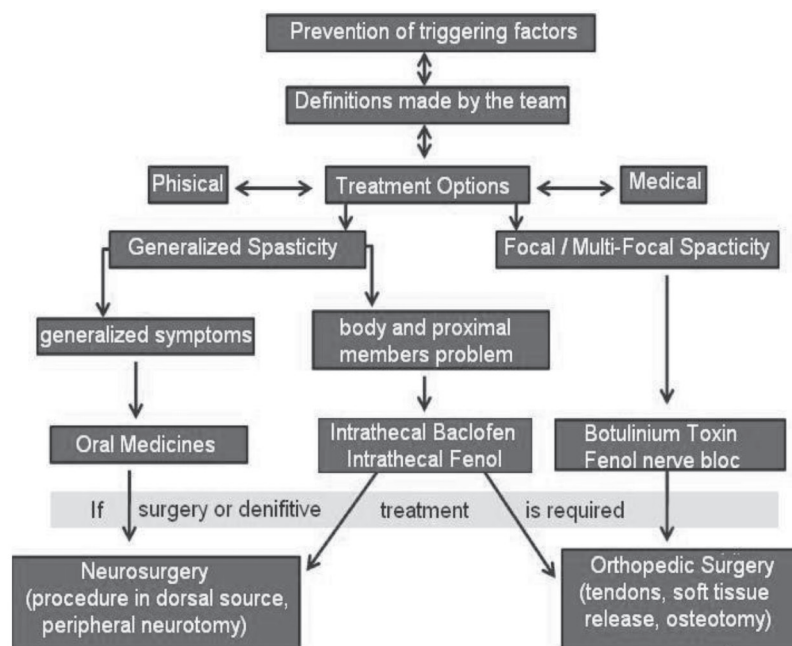 Prevention of triggering factors
Definitions made by the team
Phisical
Treatment Options
Medical
Generalized Spasticity
Focal / Multi-Focal Spacticity
generalized symptoms
body and proximal
members problem
Oral Medicines
Intrathecal Baclofen
Intrathecal Fenol
Botulinium Toxin
Fenol nerve bloc
If surgery or denifitive treatment is required
Neurosurgery
(procedure in dorsal source,
peripheral neurotomy)
Orthopedic Surgery
(tendons, soft tissue
release, osteotomy)